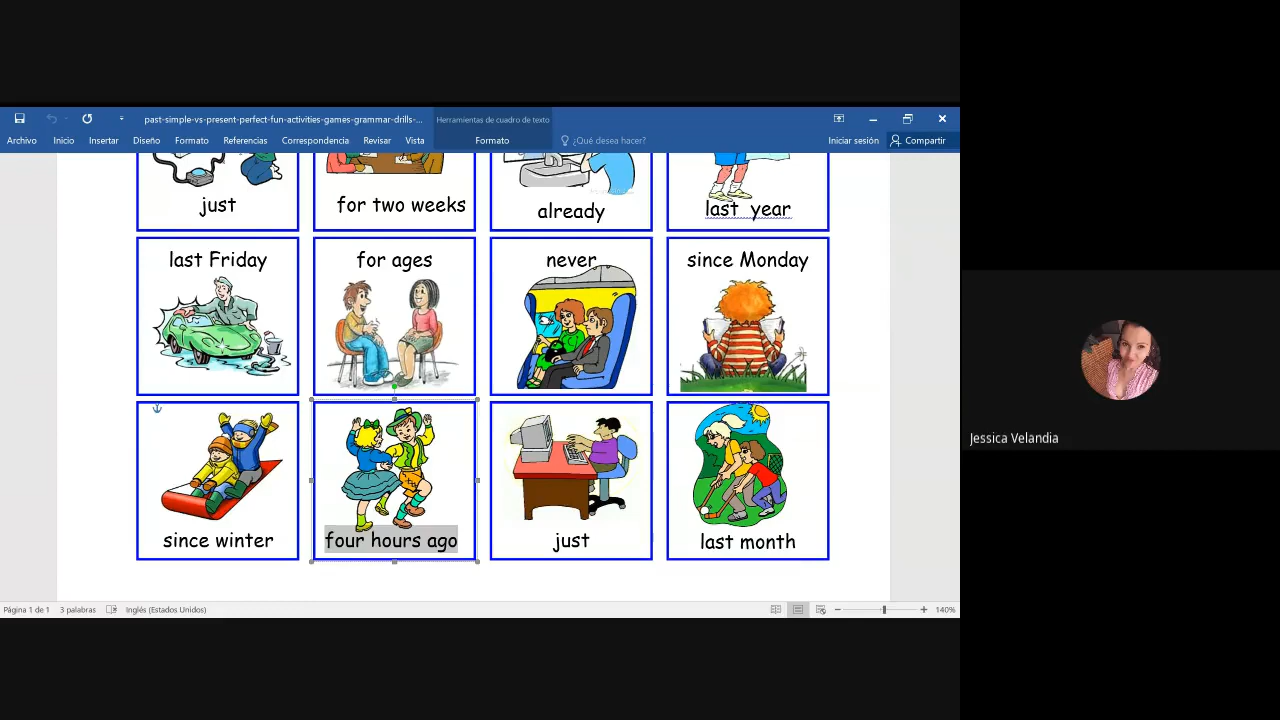 past-simple-vs-present-perfect-fun-activities-games-grammar-drills-...
Herramientas de cuadro de texto
Archivo Inicio Insertar Diseño Formato Referencias Correspondencia Revisar Vista Formato ¿Qué desea hacer? Iniciar sesión Compartir
just for two weeks already last year
last Friday for ages never since Monday
since winter four hours ago just last month
Jessica Velandia
Página 1 de 1 3 palabras Inglés (Estados Unidos) 140%